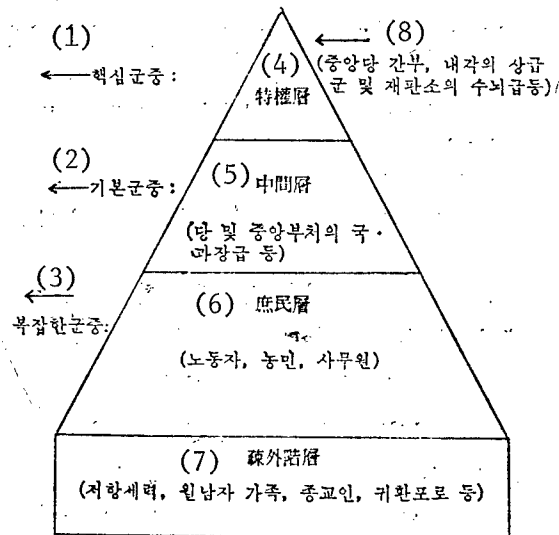 (1)
←핵심군중:
(8)
(중앙당 간부, 내각의 상급
군 및 재판소의 수뇌급등)
(4)
特權層
(2)
←기본군중:
(5) 中間層
(당 및 중앙부처의 국·
과장급 등)
(3)
복잡한군중:
(6) 庶民層
(노동자, 농민, 사무원)
(7) 疎外階層
(저항세력, 월남자 가족, 종교인, 귀환포로 등)